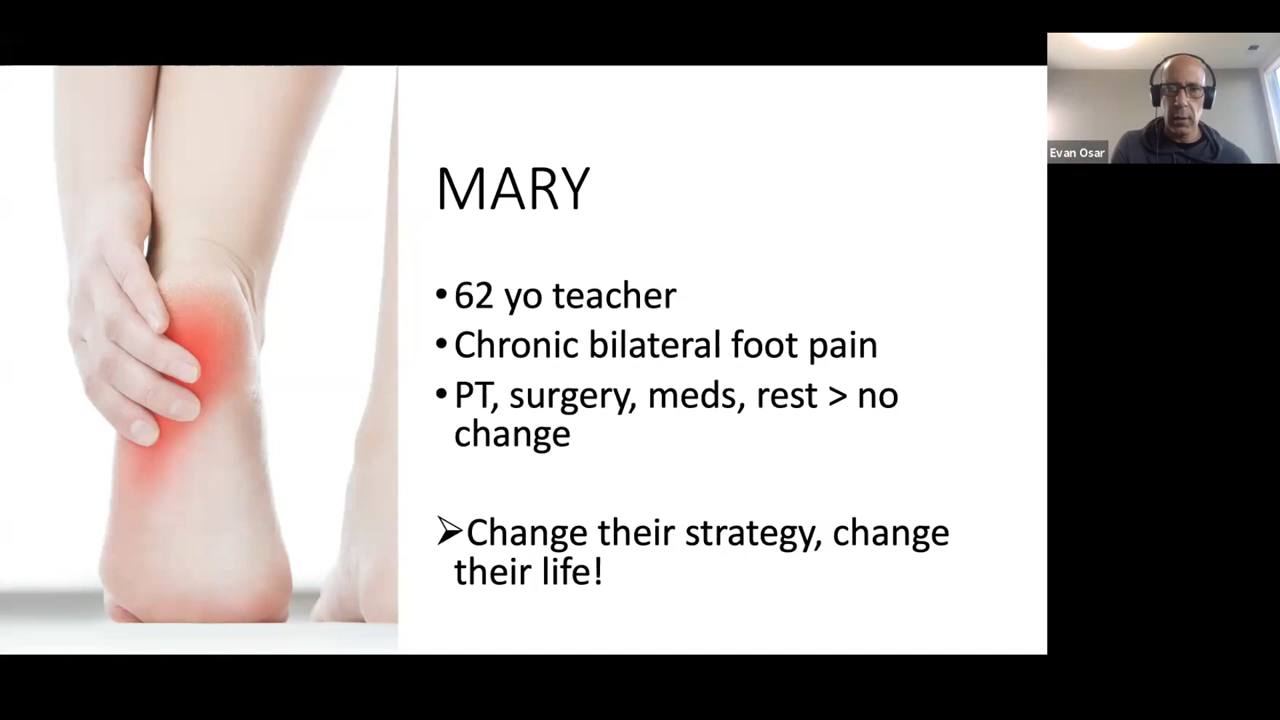 MARY
•62 yo teacher
•Chronic bilateral foot pain
•PT, surgery, meds, rest > no
change
➢Change their strategy, change
their life!
Evan Osar